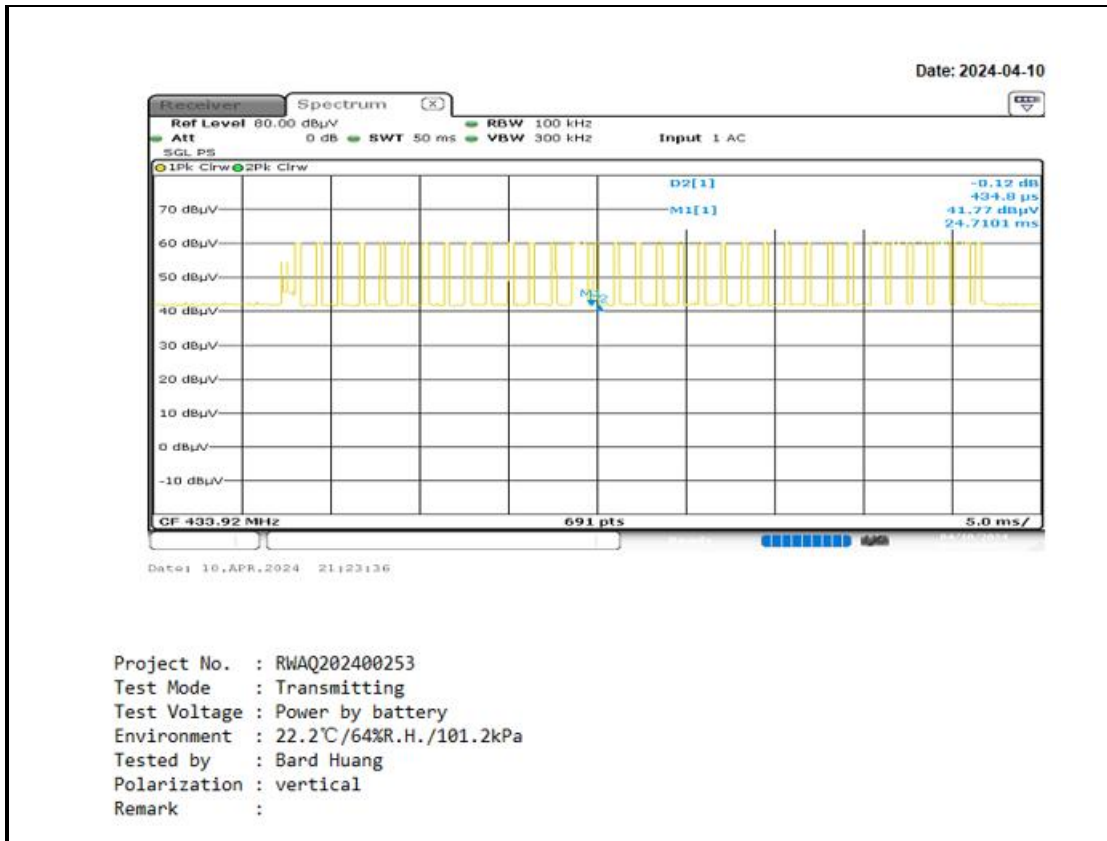 Date: 2024-04-10
Receiver Spectrum X
Ref Level 80.00 dBµV RBW 100 kHz
Att 0 dB SWT 50 ms VBW 300 kHz Input 1 AC
SGL PS
1Pk Clrw 2Pk Clrw
D2[1] -0.12 dB
434.8 µs
70 dBµV M1[1] 41.77 dBµV
24.7101 ms
60 dBµV
50 dBµV
40 dBµV
30 dBµV
20 dBµV
10 dBµV
0 dBµV
-10 dBµV
CF 433.92 MHz 691 pts 5.0 ms/
Date: 10.APR.2024 21:23:36
Project No. : RWAQ202400253
Test Mode : Transmitting
Test Voltage : Power by battery
Environment : 22.2℃/64%R.H./101.2kPa
Tested by : Bard Huang
Polarization : vertical
Remark :